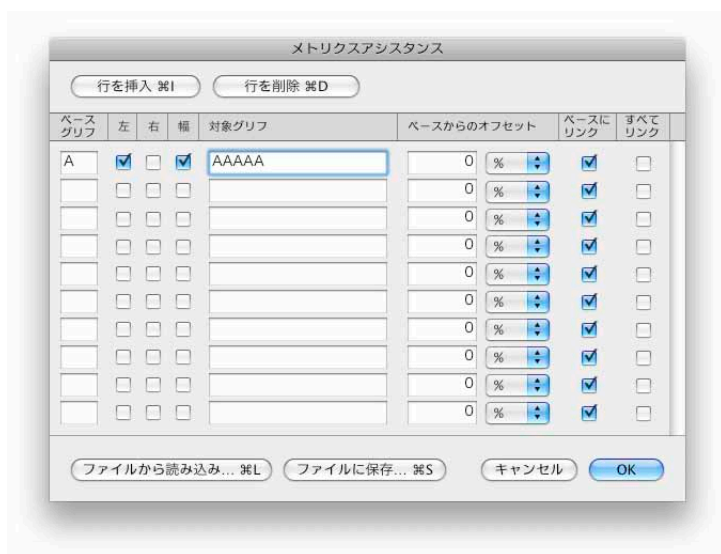 メトリクスアシスタンス
行を挿入 ⌘I 行を削除 ⌘D
ベースグリフ 左 右 幅 対象グリフ ベースからのオフセット ベースにリンク すべてリンク
A AAAAA 0 %
0 %
0 %
0 %
0 %
0 %
0 %
0 %
0 %
0 %
ファイルから読み込み... ⌘L ファイルに保存... ⌘S キャンセル OK